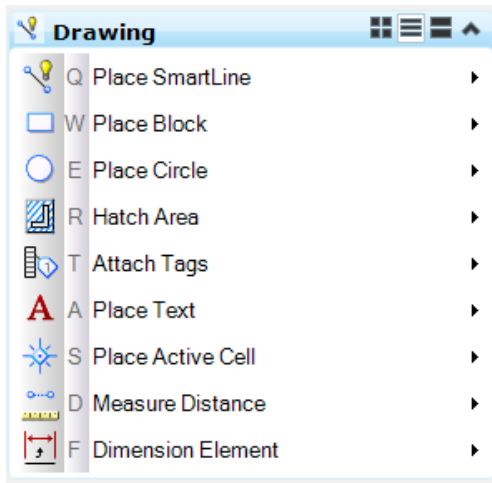 Drawing
Q Place SmartLine
W Place Block
E Place Circle
R Hatch Area
1
T Attach Tags
A A Place Text
S Place Active Cell
D Measure Distance
F Dimension Element